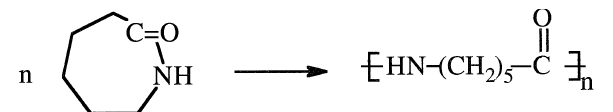 n C=O NH → [HN-(CH₂)₅-C(=O)]n